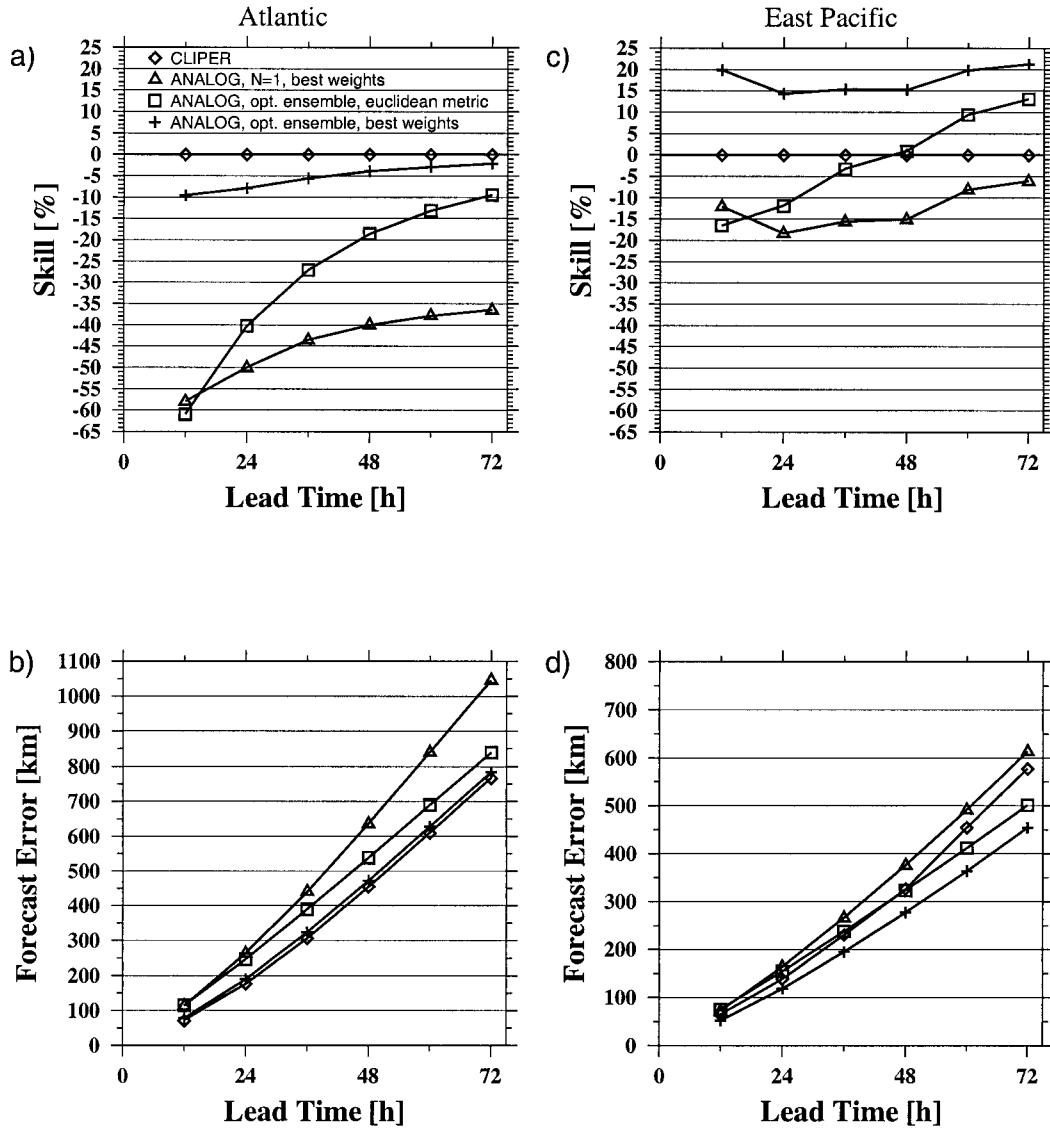 Atlantic
a)
25
20
15
10
5
0
-5
-10
-15
-20
-25
-30
-35
-40
-45
-50
-55
-60
-65
Skill [%]
CLIPER
ANALOG, N=1, best weights
ANALOG, opt. ensemble, euclidean metric
ANALOG, opt. ensemble, best weights
0 24 48 72
Lead Time [h]
East Pacific
c)
25
20
15
10
5
0
-5
-10
-15
-20
-25
-30
-35
-40
-45
-50
-55
-60
-65
Skill [%]
0 24 48 72
Lead Time [h]
b)
1100
1000
900
800
700
600
500
400
300
200
100
0
Forecast Error [km]
0 24 48 72
Lead Time [h]
d)
800
700
600
500
400
300
200
100
0
Forecast Error [km]
0 24 48 72
Lead Time [h]